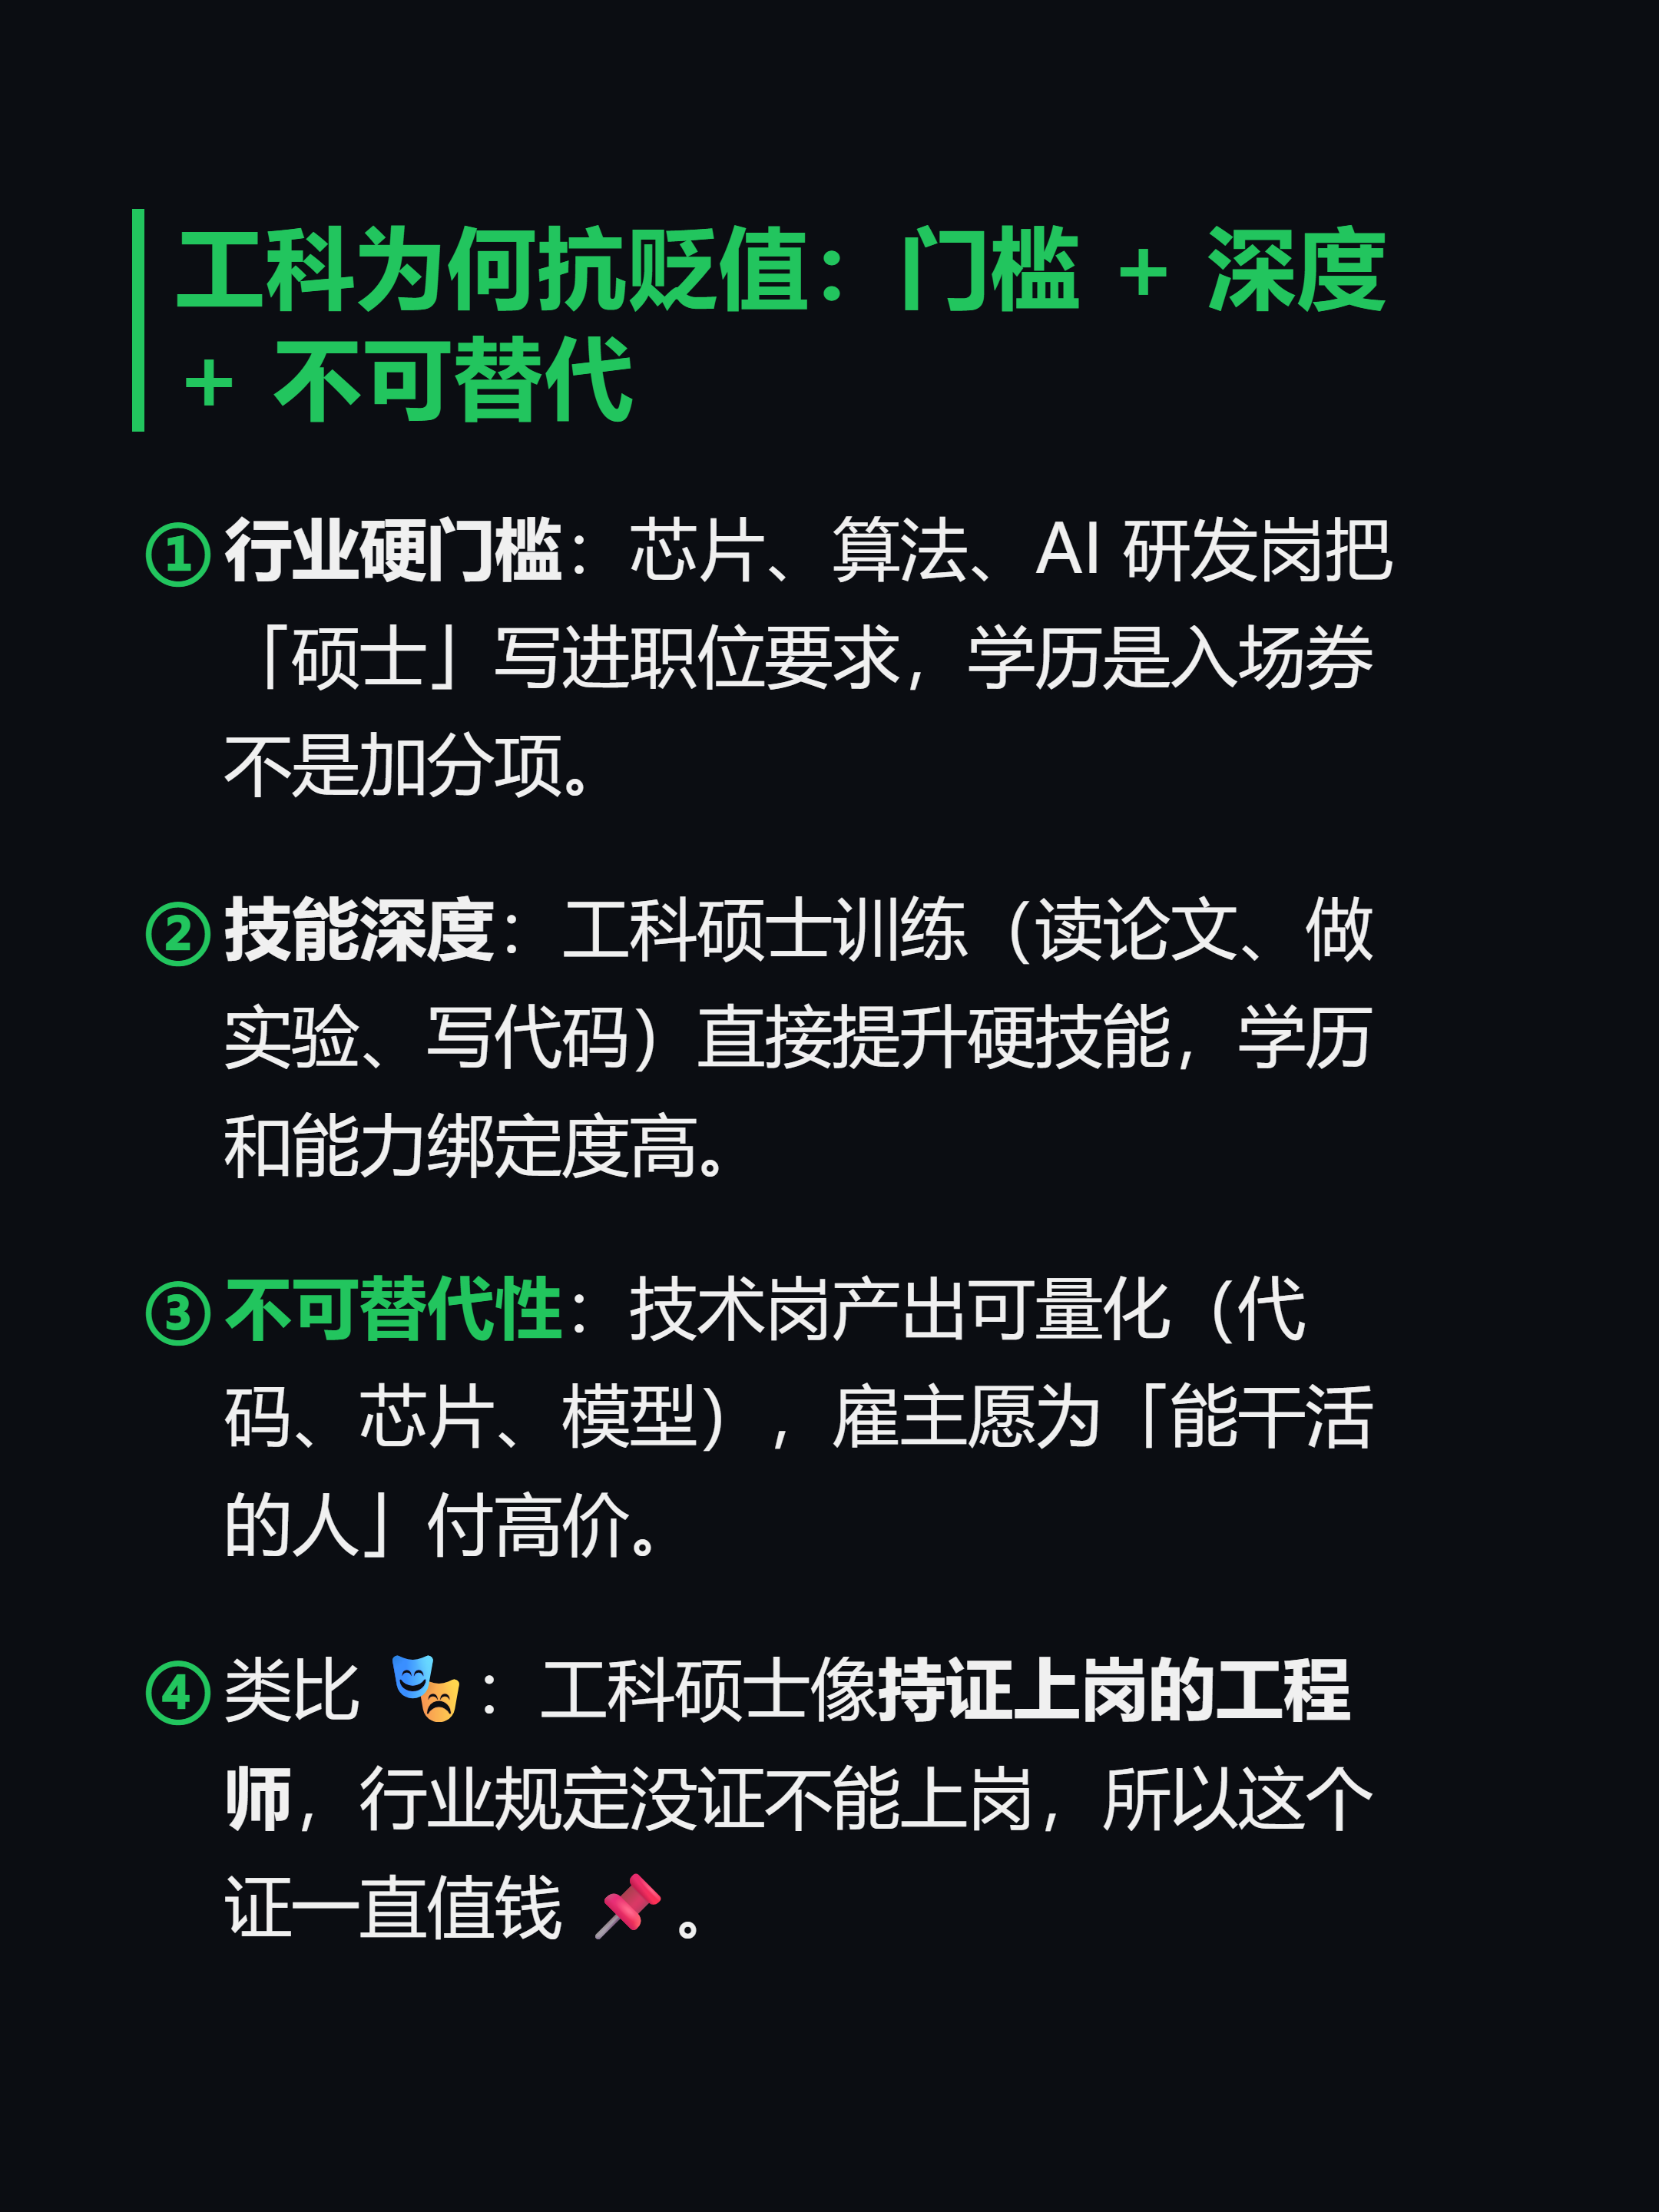 工科为何抗贬值：门槛 + 深度
+ 不可替代
① 行业硬门槛：芯片、算法、AI 研发岗把
「硕士」写进职位要求，学历是入场券
不是加分项。
② 技能深度：工科硕士训练（读论文、做
实验、写代码）直接提升硬技能，学历
和能力绑定度高。
③ 不可替代性：技术岗产出可量化（代
码、芯片、模型），雇主愿为「能干活
的人」付高价。
④ 类比 🎭：工科硕士像持证上岗的工程
师，行业规定没证不能上岗，所以这个
证一直值钱 📌。